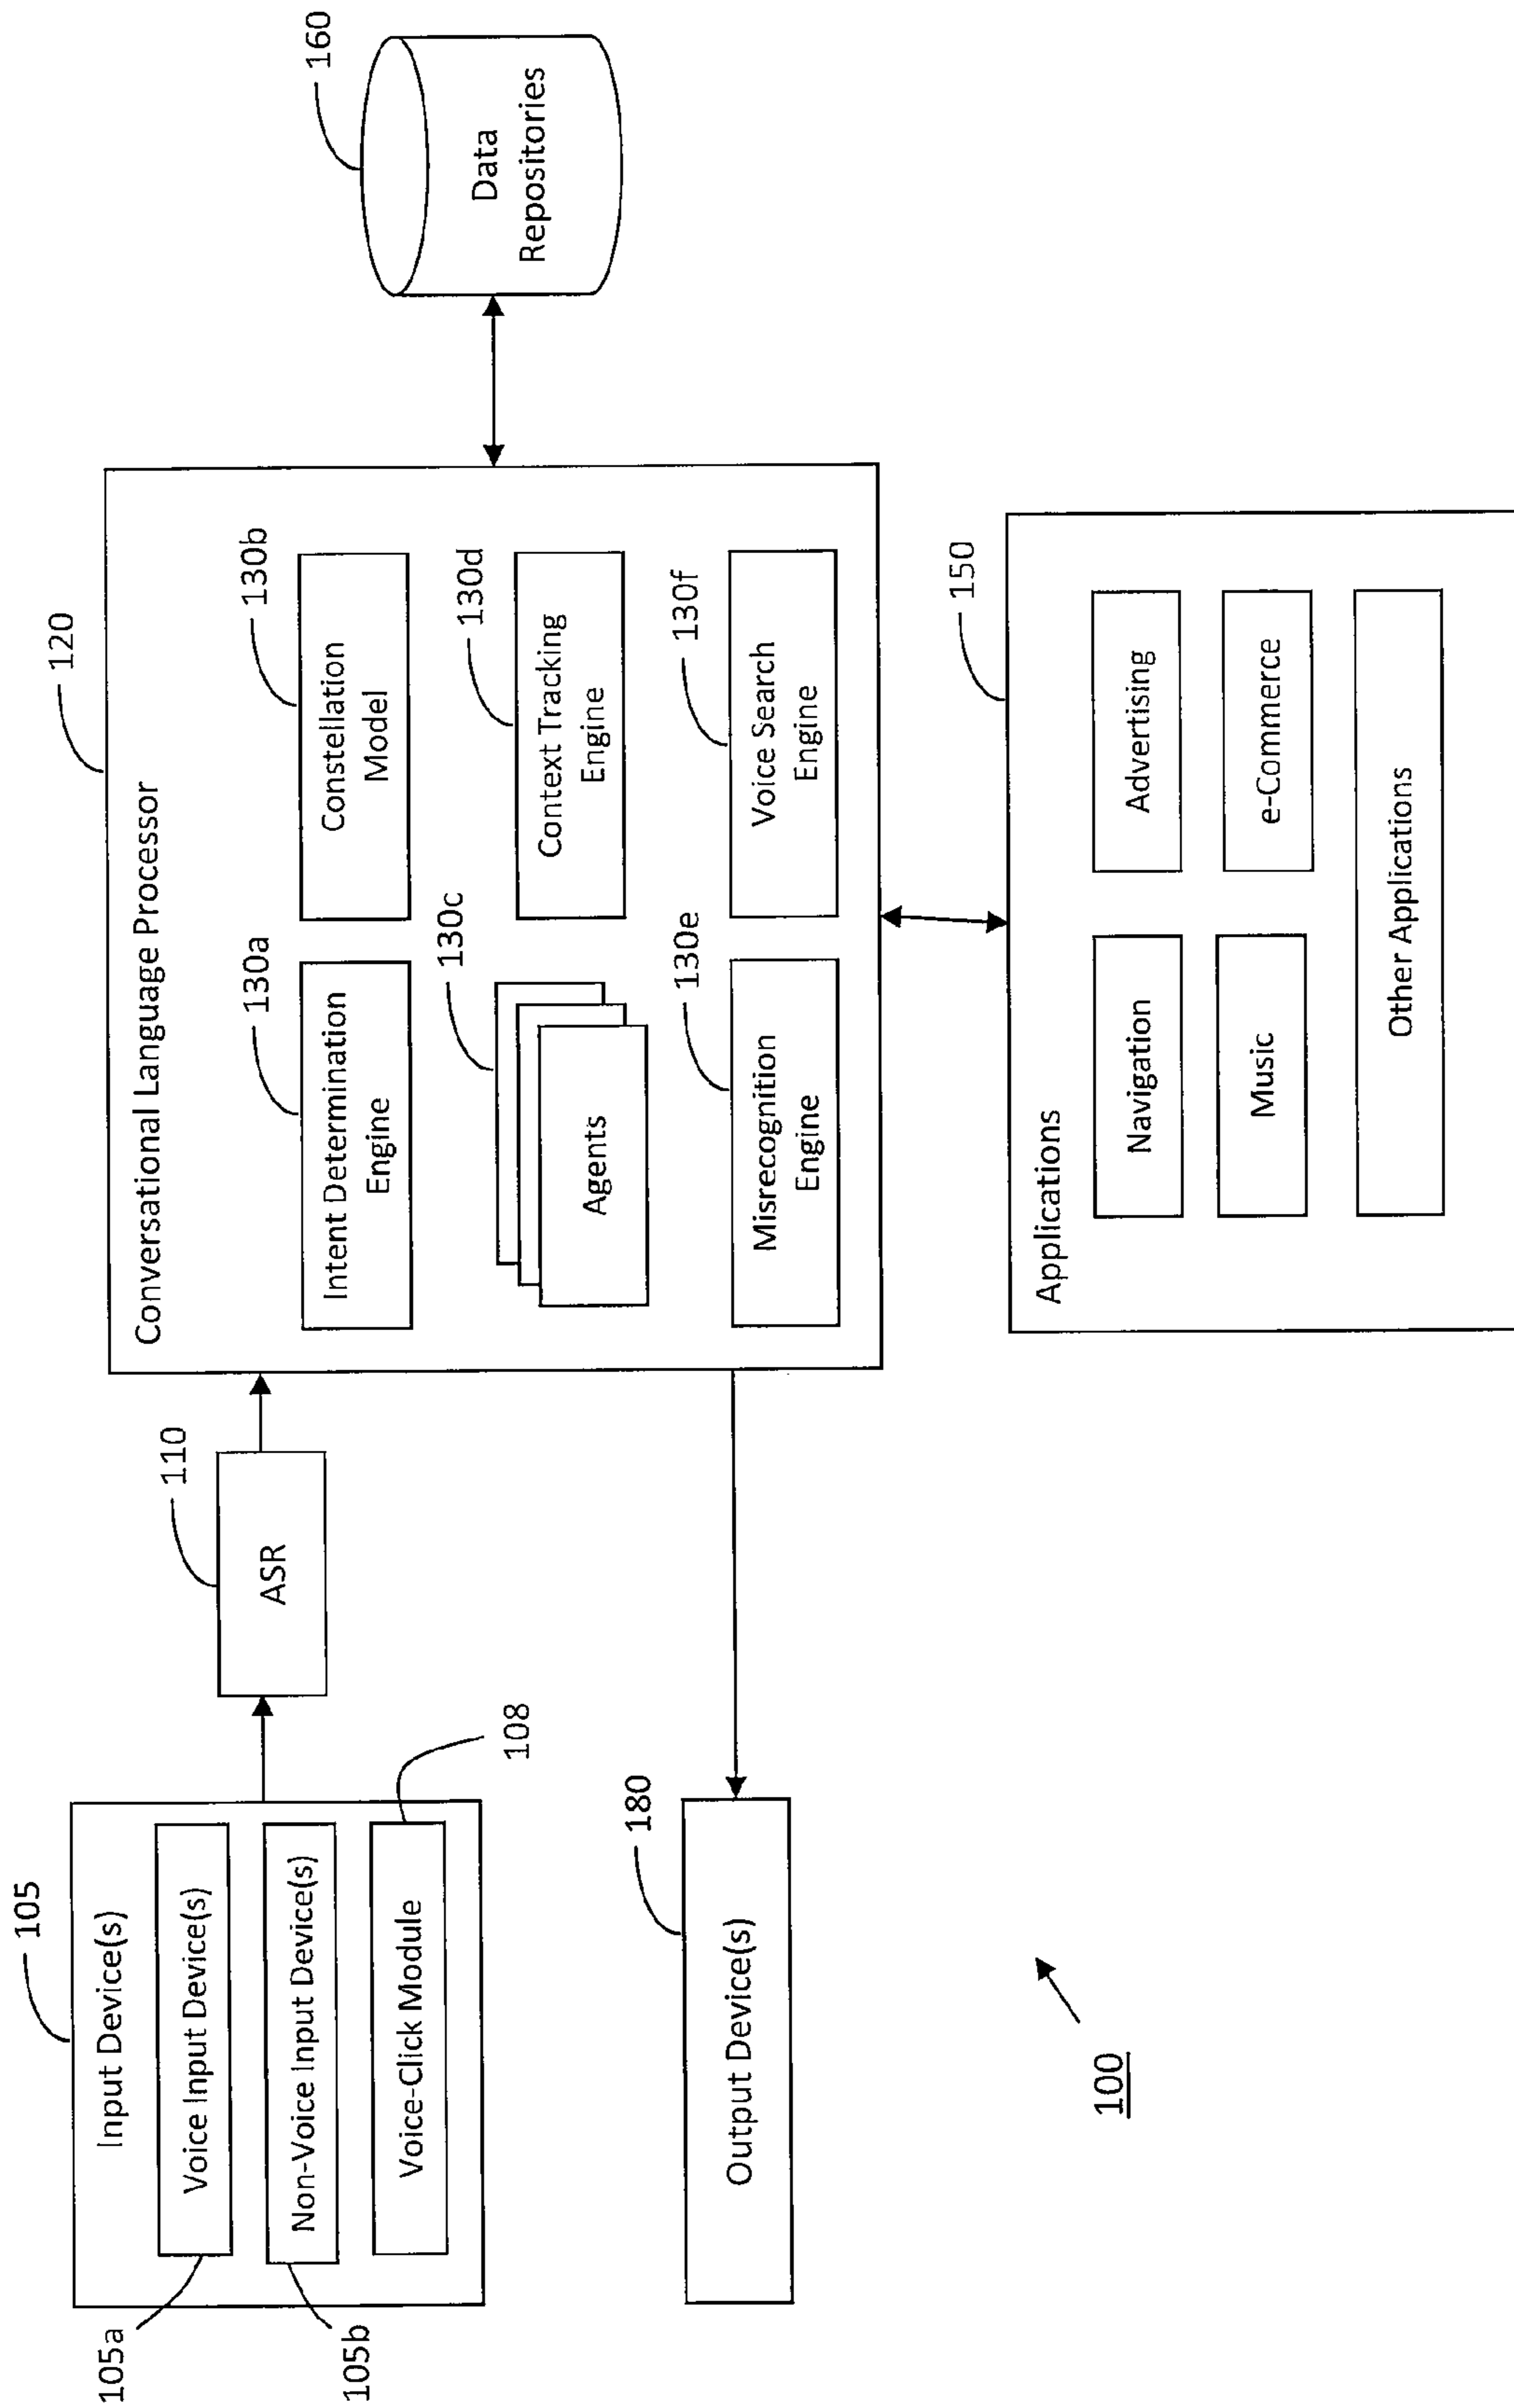 105
Input Device(s)
Voice Input Device(s)
105a
Non-Voice Input Device(s)
105b
Voice-Click Module
108
110
ASR
120
Conversational Language Processor
130a
Intent Determination
Engine
130b
Constellation
Model
130c
Agents
130d
Context Tracking
Engine
130e
Misrecognition
Engine
130f
Voice Search
Engine
160
Data
Repositories
180
Output Device(s)
150
Applications
Navigation
Advertising
Music
e-Commerce
Other Applications
100